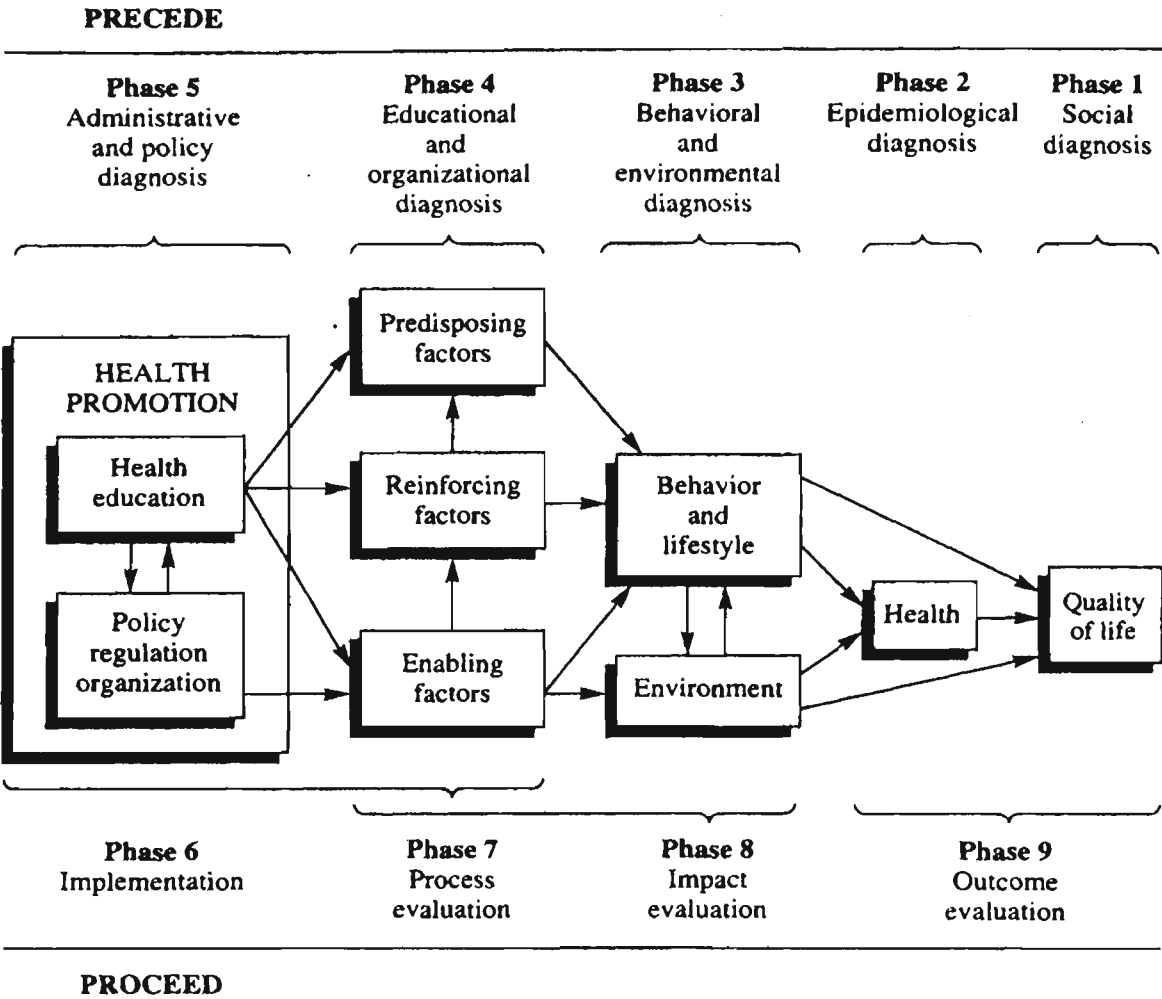 PRECEDE
Phase 5
Administrative
and policy
diagnosis
Phase 4
Educational
and
organizational
diagnosis
Phase 3
Behavioral
and
environmental
diagnosis
Phase 2
Epidemiological
diagnosis
Phase 1
Social
diagnosis
HEALTH
PROMOTION
Health
education
Policy
regulation
organization
Predisposing
factors
Reinforcing
factors
Enabling
factors
Behavior
and
lifestyle
Environment
Health
Quality
of life
Phase 6
Implementation
Phase 7
Process
evaluation
Phase 8
Impact
evaluation
Phase 9
Outcome
evaluation
PROCEED